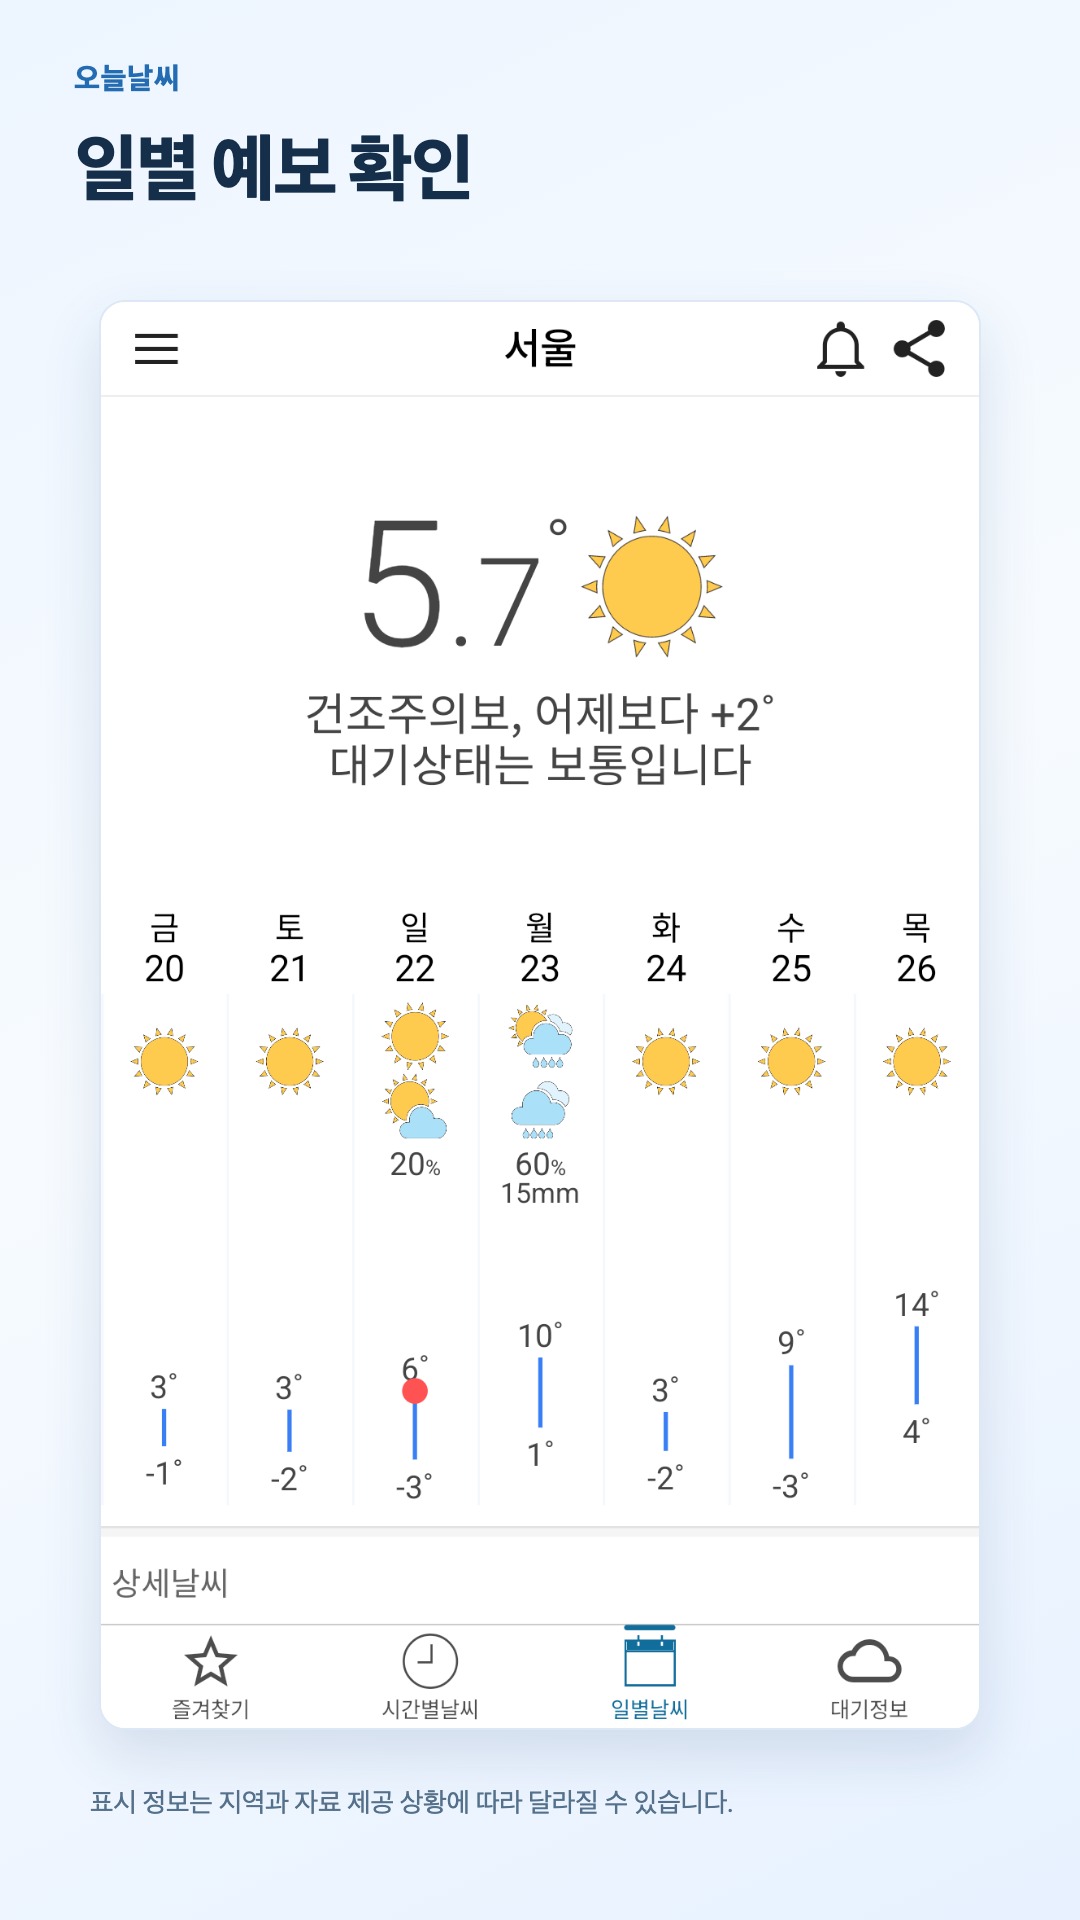 오늘날씨
일별 예보 확인
서울
5.7°
건조주의보, 어제보다 +2°
대기상태는 보통입니다
금 토 일 월 화 수 목
20 21 22 23 24 25 26
20% 60%
15mm
3° 3° 6° 10° 3° 9° 14°
-1° -2° -3° 1° -2° -3° 4°
상세날씨
즐겨찾기 시간별날씨 일별날씨 대기정보
표시 정보는 지역과 자료 제공 상황에 따라 달라질 수 있습니다.